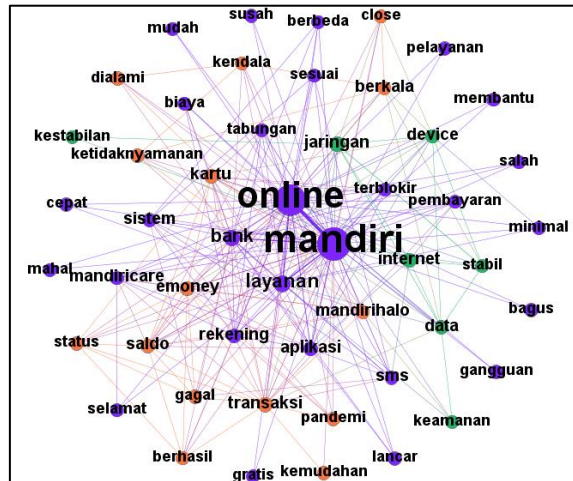 susah
close
mudah
berbeda
kendala
pelayanan
dialami
sesuai
berkala
biaya
membantu
tabungan
kestabilan
jaringan
device
ketidaknyamanan
salah
kartu
online
terblokir
cepat
sistem
pembayaran
bank
mandiri
minimal
internet
mahal
mandiricare
stabil
emoney
layanan
mandirihalo
bagus
status
saldo
rekening
aplikasi
data
gangguan
sms
selamat
gagal
transaksi
pandemi
keamanan
berhasil
lancar
gratis
kemudahan